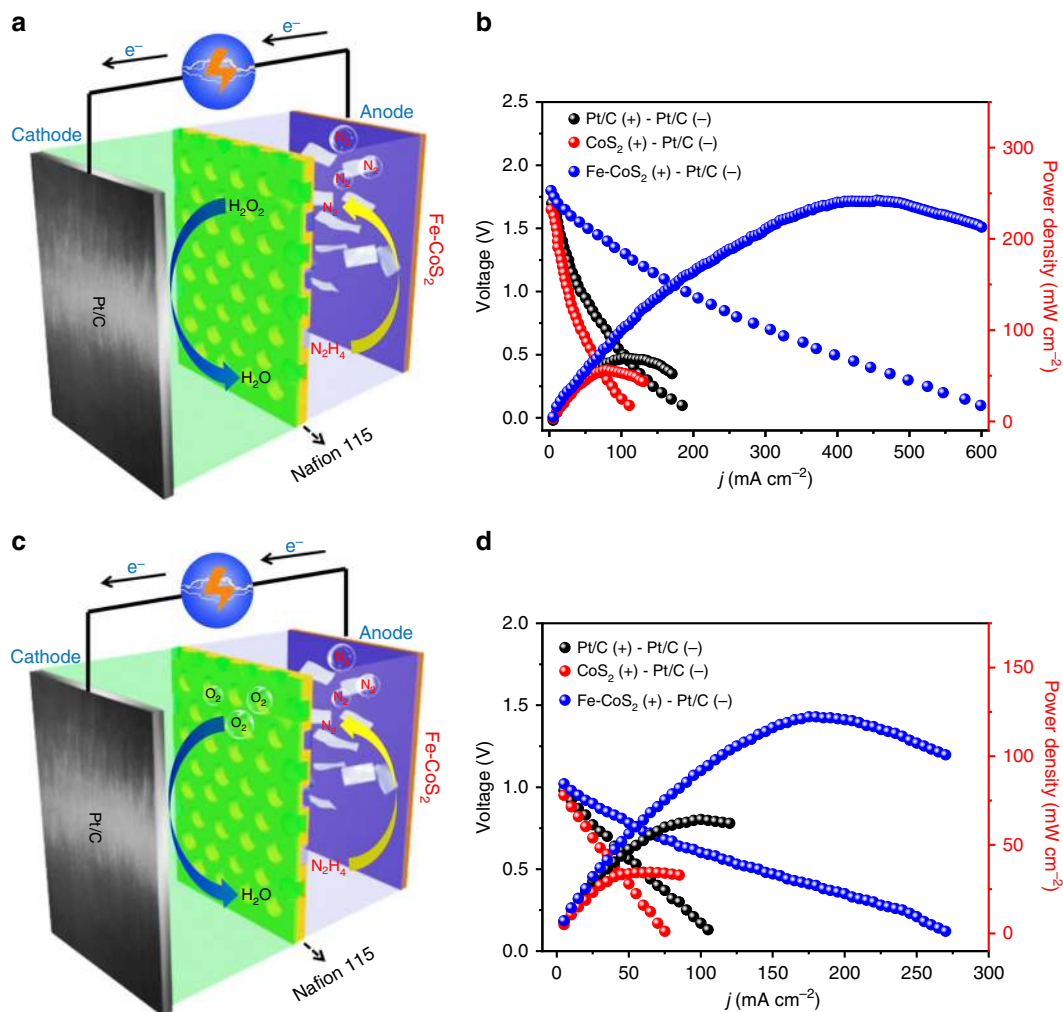 a
e⁻
e⁻
Cathode
Anode
N₂
N₂
N₂
N₂
H₂O₂
Pt/C
Fe-CoS₂
N₂H₄
H₂O
Nafion 115
b
Pt/C (+) - Pt/C (–)
CoS₂ (+) - Pt/C (–)
Fe-CoS₂ (+) - Pt/C (–)
2.5
2.0
1.5
1.0
0.5
0.0
Voltage (V)
300
200
100
0
Power density (mW cm⁻²)
0 100 200 300 400 500 600
j (mA cm⁻²)
c
e⁻
e⁻
Cathode
Anode
N₂
N₂
N₂
N₂
O₂
O₂
O₂
Pt/C
Fe-CoS₂
N₂H₄
H₂O
Nafion 115
d
Pt/C (+) - Pt/C (–)
CoS₂ (+) - Pt/C (–)
Fe-CoS₂ (+) - Pt/C (–)
2.0
1.5
1.0
0.5
0.0
Voltage (V)
150
100
50
0
Power density (mW cm⁻²)
0 50 100 150 200 250 300
j (mA cm⁻²)